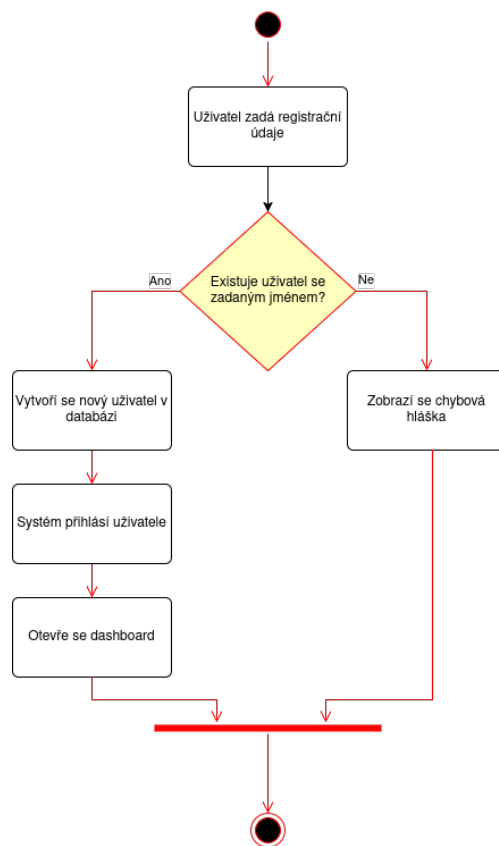 Uživatel zadá registrační
údaje
Existuje uživatel se
zadaným jménem?
Ano
Ne
Vytvoří se nový uživatel v
databázi
Zobrazí se chybová
hláška
Systém přihlásí uživatele
Otevře se dashboard